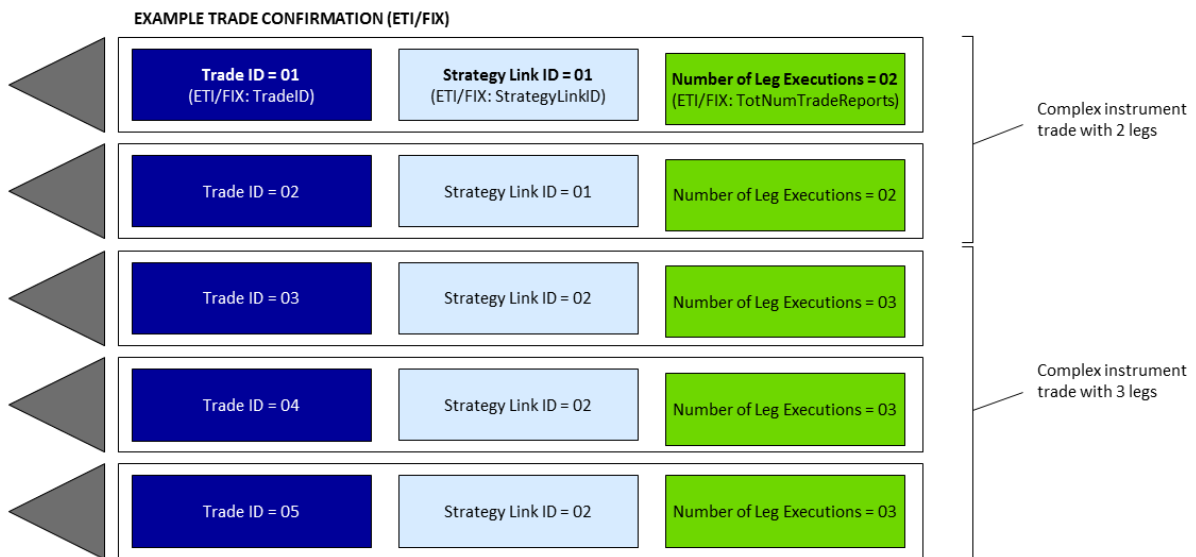 EXAMPLE TRADE CONFIRMATION (ETI/FIX)
Trade ID = 01
(ETI/FIX: TradeID)
Strategy Link ID = 01
(ETI/FIX: StrategyLinkID)
Number of Leg Executions = 02
(ETI/FIX: TotNumTradeReports)
Complex instrument
trade with 2 legs
Trade ID = 02
Strategy Link ID = 01
Number of Leg Executions = 02
Trade ID = 03
Strategy Link ID = 02
Number of Leg Executions = 03
Complex instrument
trade with 3 legs
Trade ID = 04
Strategy Link ID = 02
Number of Leg Executions = 03
Trade ID = 05
Strategy Link ID = 02
Number of Leg Executions = 03